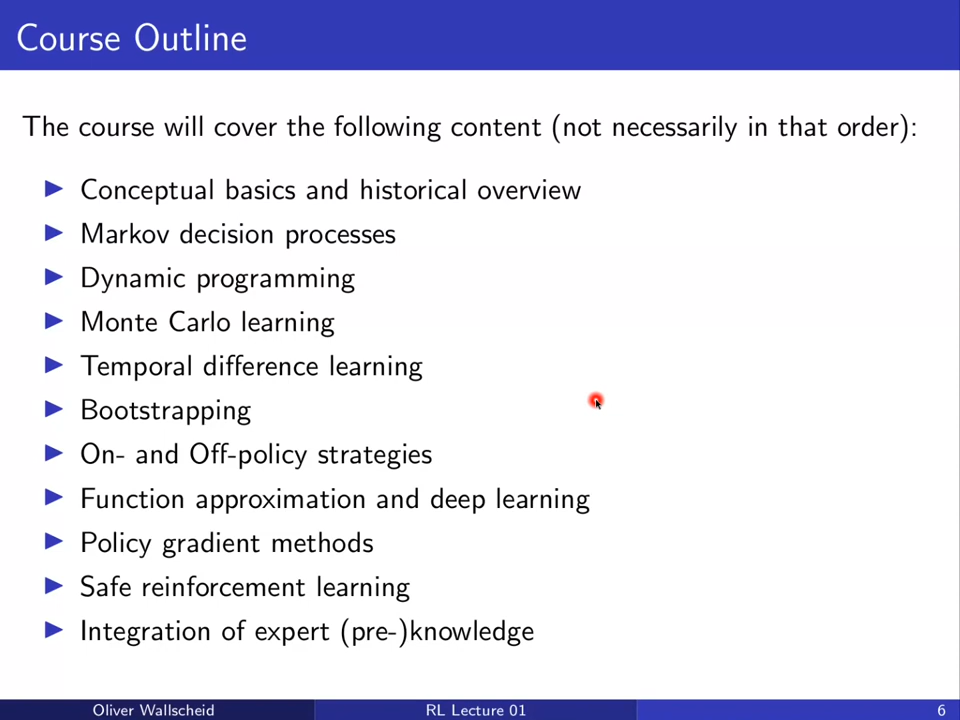 Course Outline
The course will cover the following content (not necessarily in that order):
Conceptual basics and historical overview
Markov decision processes
Dynamic programming
Monte Carlo learning
Temporal difference learning
Bootstrapping
On- and Off-policy strategies
Function approximation and deep learning
Policy gradient methods
Safe reinforcement learning
Integration of expert (pre-)knowledge
Oliver Wallscheid
RL Lecture 01
6